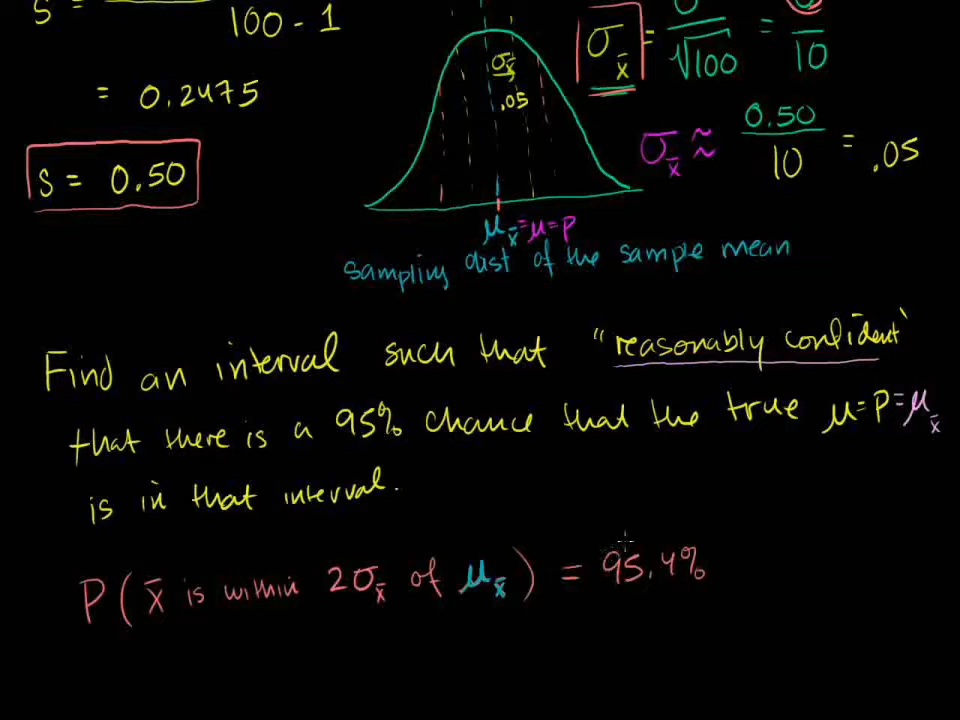 S =
100 - 1
= 0.2475
S = 0.50
σx̄
.05
σx̄ = σ/√100 = /10
σx̄ ≈ 0.50/10 = .05
μx̄ = μ = p
sampling dist of the sample mean
Find an interval such that "reasonably confident"
that there is a 95% chance that the true μ = p = μx̄
is in that interval.
P(x̄ is within 2σx̄ of μx̄) = 95.4%